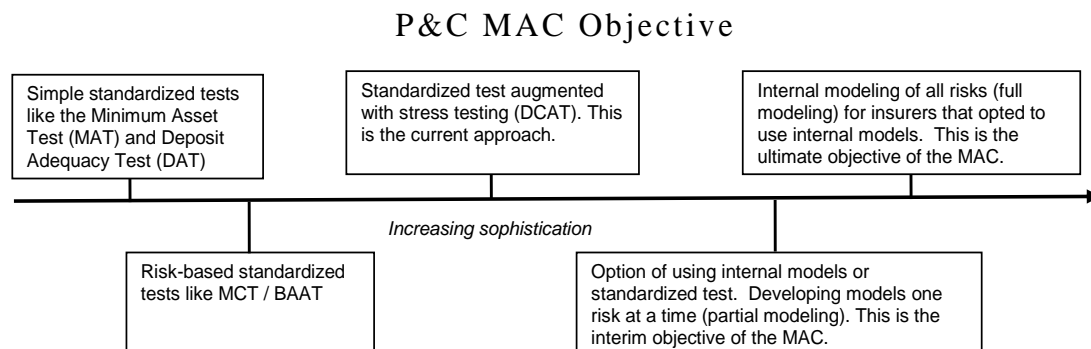 P&C MAC Objective
Simple standardized tests
like the Minimum Asset
Test (MAT) and Deposit
Adequacy Test (DAT)
Standardized test augmented
with stress testing (DCAT). This
is the current approach.
Internal modeling of all risks (full
modeling) for insurers that opted to
use internal models.  This is the
ultimate objective of the MAC.
Increasing sophistication
Risk-based standardized
tests like MCT / BAAT
Option of using internal models or
standardized test.  Developing models one
risk at a time (partial modeling). This is the
interim objective of the MAC.